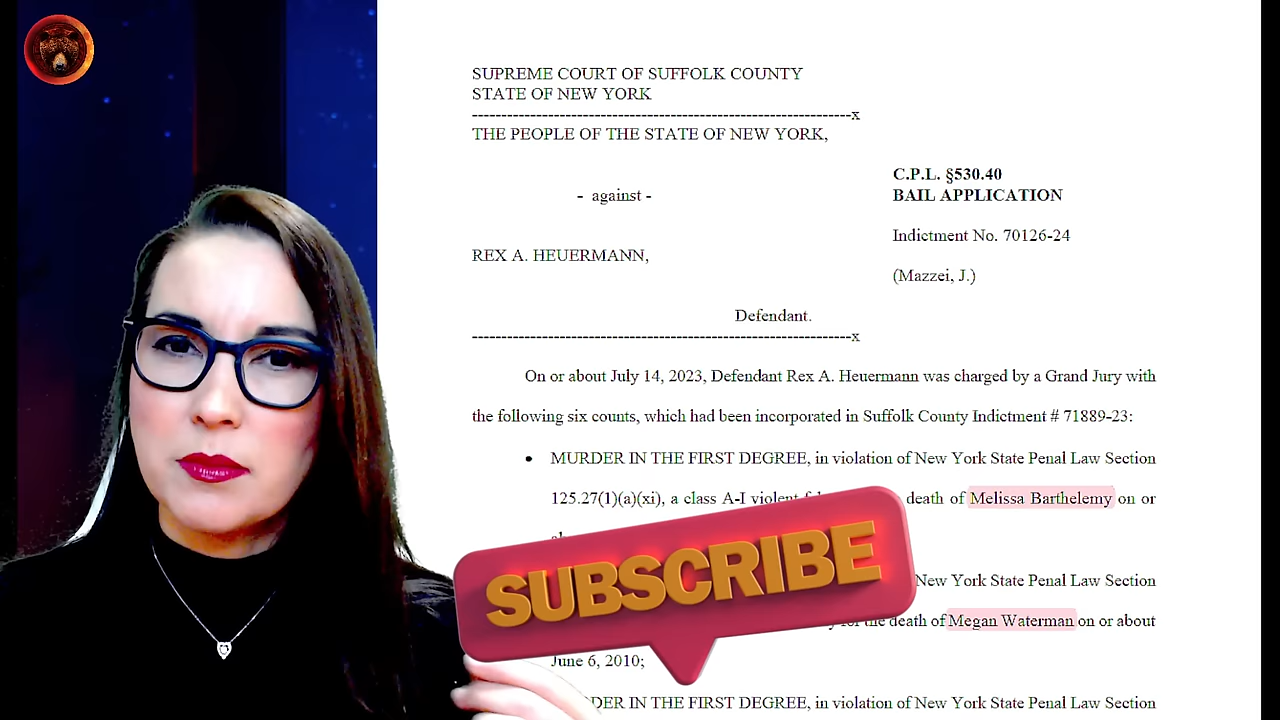 SUPREME COURT OF SUFFOLK COUNTY
STATE OF NEW YORK
---------------------------------------------------------------x
THE PEOPLE OF THE STATE OF NEW YORK,
C.P.L. §530.40
- against -
BAIL APPLICATION
Indictment No. 70126-24
REX A. HEUERMANN,
(Mazzei, J.)
Defendant.
---------------------------------------------------------------x
On or about July 14, 2023, Defendant Rex A. Heuermann was charged by a Grand Jury with
the following six counts, which had been incorporated in Suffolk County Indictment # 71889-23:
• MURDER IN THE FIRST DEGREE, in violation of New York State Penal Law Section
125.27(1)(a)(xi), a class A-I violent death of Melissa Barthelemy on or
SUBSCRIBE
New York State Penal Law Section
the death of Megan Waterman on or about
June 6, 2010;
IN THE FIRST DEGREE, in violation of New York State Penal Law Section